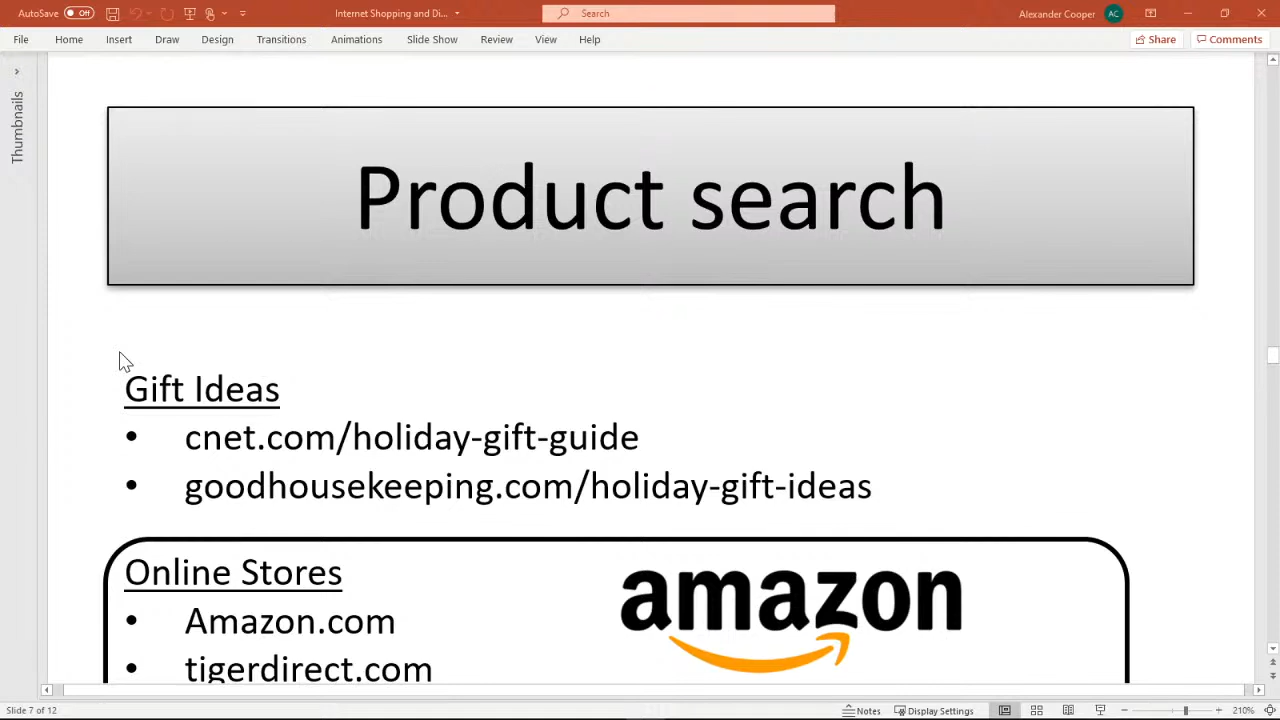 AutoSave Off Internet Shopping and Di... Search Alexander Cooper AC
File Home Insert Draw Design Transitions Animations Slide Show Review View Help Share Comments
Thumbnails
Product search
Gift Ideas
• cnet.com/holiday-gift-guide
• goodhousekeeping.com/holiday-gift-ideas
Online Stores
• Amazon.com
• tigerdirect.com
amazon
Slide 7 of 12 Notes Display Settings 210%